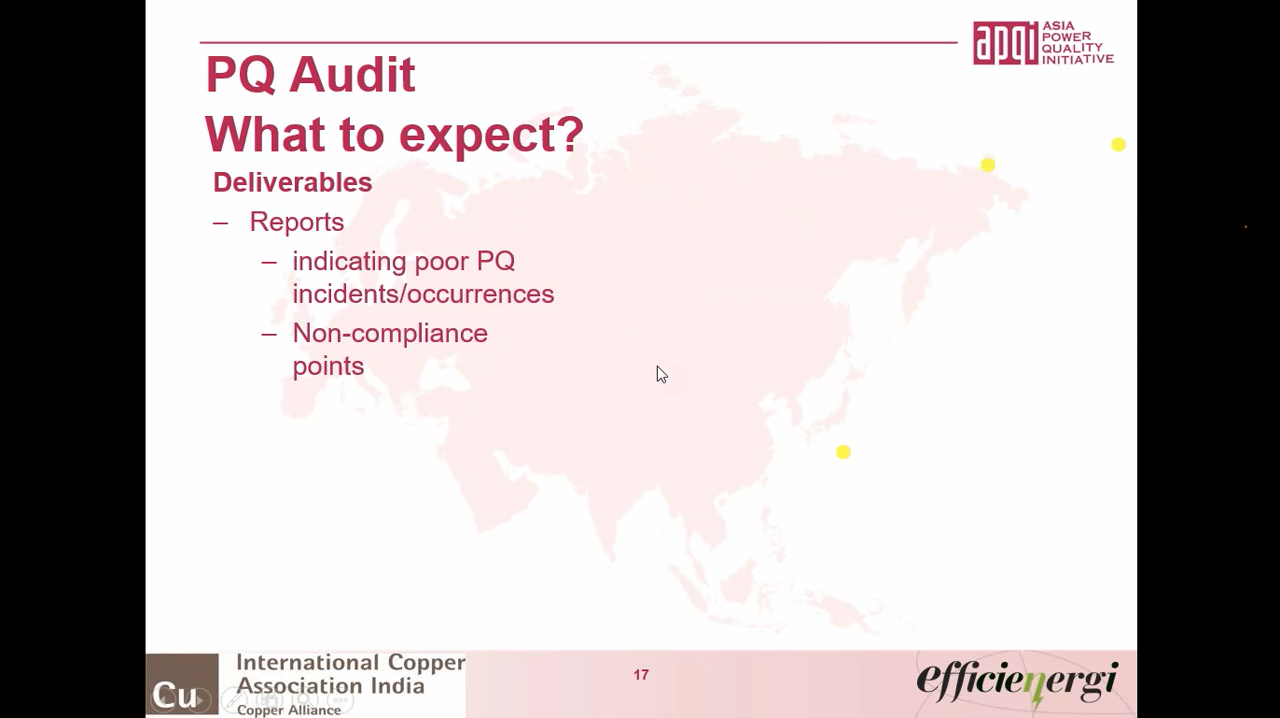 apqi
ASIA
POWER
QUALITY
INITIATIVE
PQ Audit
What to expect?
Deliverables
– Reports
– indicating poor PQ
incidents/occurrences
– Non-compliance
points
Cu
International Copper
Association India
Copper Alliance
17
efficienergi